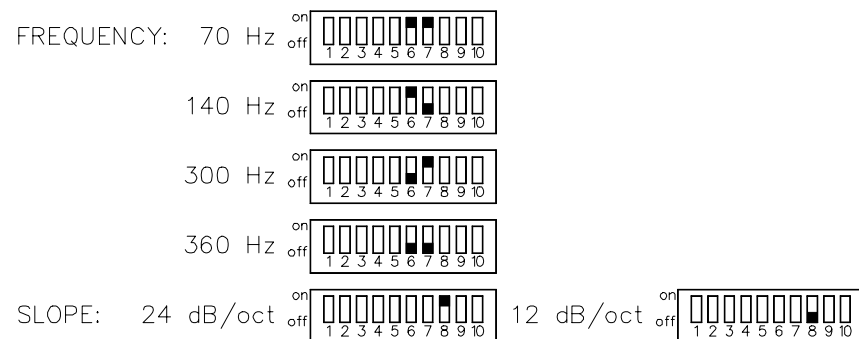 FREQUENCY: 70 Hz on off 1 2 3 4 5 6 7 8 9 10
140 Hz on off 1 2 3 4 5 6 7 8 9 10
300 Hz on off 1 2 3 4 5 6 7 8 9 10
360 Hz on off 1 2 3 4 5 6 7 8 9 10
SLOPE: 24 dB/oct on off 1 2 3 4 5 6 7 8 9 10 12 dB/oct on off 1 2 3 4 5 6 7 8 9 10